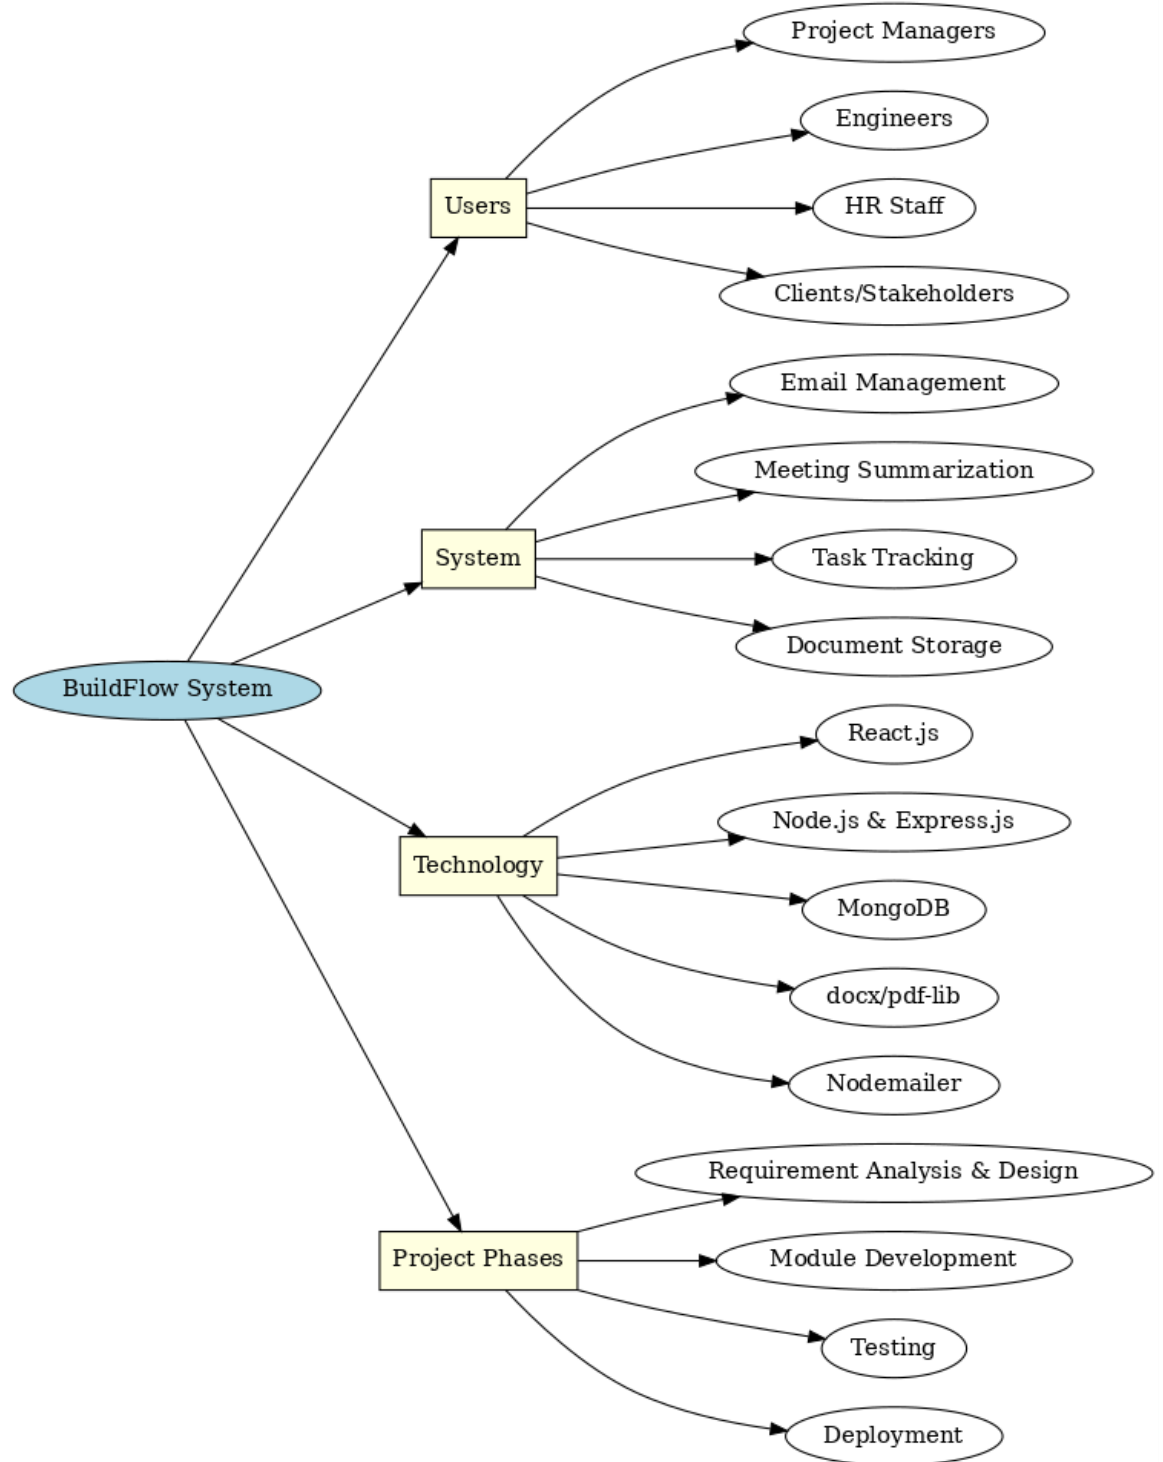 Project Managers
Engineers
Users
HR Staff
Clients/Stakeholders
Email Management
Meeting Summarization
System
Task Tracking
Document Storage
BuildFlow System
React.js
Node.js & Express.js
Technology
MongoDB
docx/pdf-lib
Nodemailer
Requirement Analysis & Design
Project Phases
Module Development
Testing
Deployment